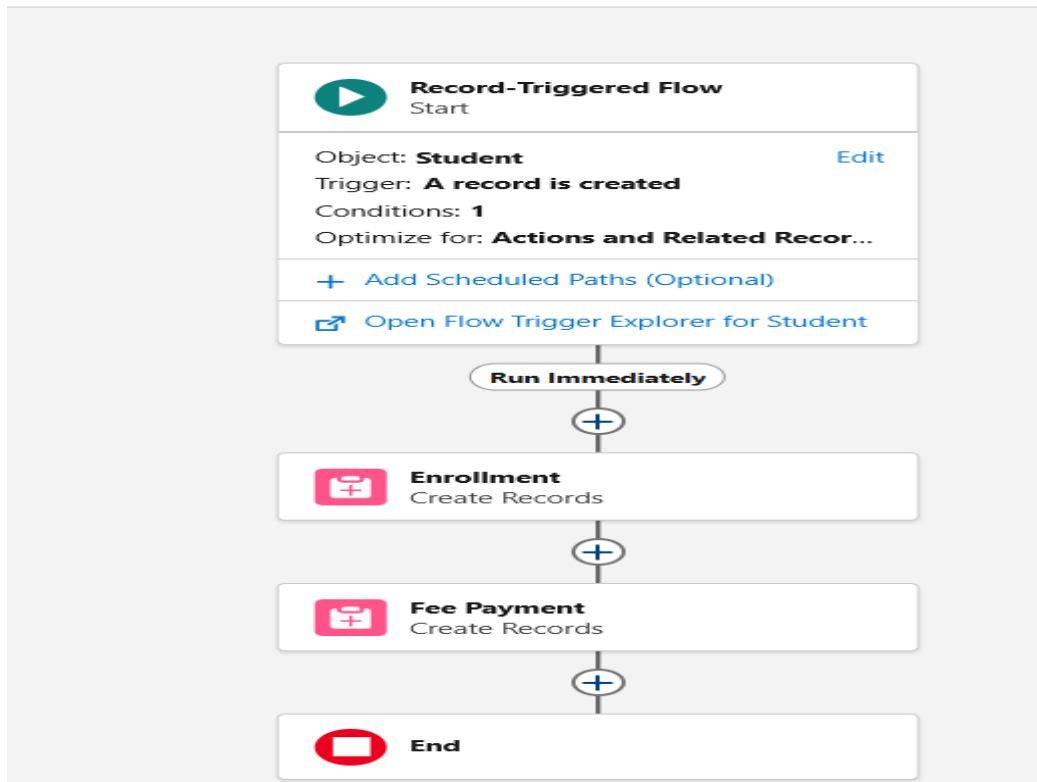 Record-Triggered Flow
Start
Object: Student
Edit
Trigger: A record is created
Conditions: 1
Optimize for: Actions and Related Recor...
Add Scheduled Paths (Optional)
Open Flow Trigger Explorer for Student
Run Immediately
Enrollment
Create Records
Fee Payment
Create Records
End